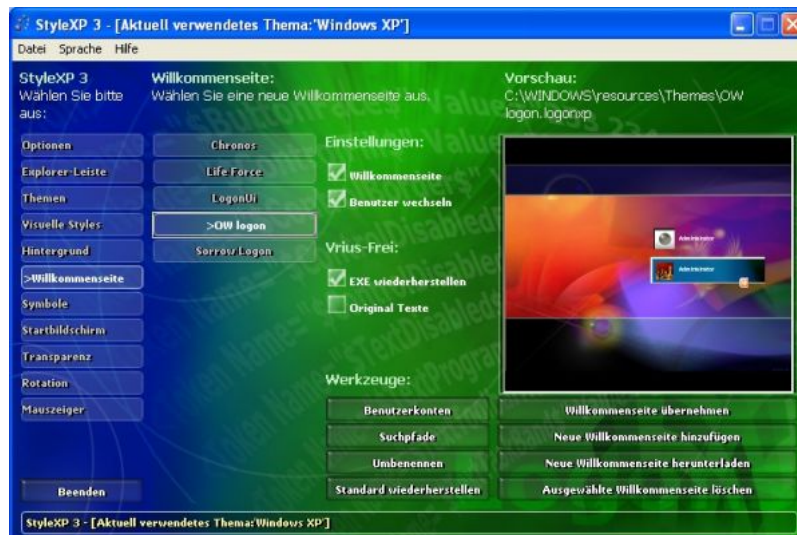 StyleXP 3 - [Aktuell verwendetes Thema:'Windows XP']
Datei Sprache Hilfe
StyleXP 3
Wählen Sie bitte
aus:
Optionen
Explorer-Leiste
Themen
Visuelle Styles
Hintergrund
>Willkommenseite
Symbole
Startbildschirm
Transparenz
Rotation
Mauszeiger
Beenden
Willkommenseite:
Wählen Sie eine neue Willkommenseite aus.
Chronos
Life Force
LogonUi
>OW logon
Sorrow Logon
Einstellungen:
Willkommenseite
Benutzer wechseln
Vrius-Frei:
EXE wiederherstellen
Original Texte
Werkzeuge:
Benutzerkonten
Suchpfade
Umbenennen
Standard wiederherstellen
Vorschau:
C:\WINDOWS\resources\Themes\OW
logon.logonxp
Administrator
Administrator
Willkommenseite übernehmen
Neue Willkommenseite hinzufügen
Neue Willkommenseite herunterladen
Ausgewählte Willkommenseite löschen
StyleXP 3 - [Aktuell verwendetes Thema:'Windows XP']